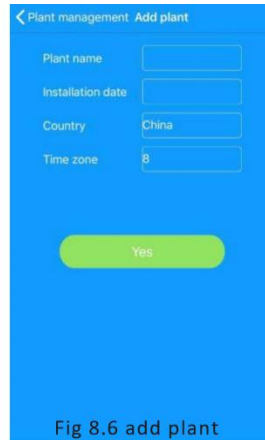 Plant management Add plant
Plant name
Installation date
Country China
Time zone 8
Yes
Fig 8.6 add plant